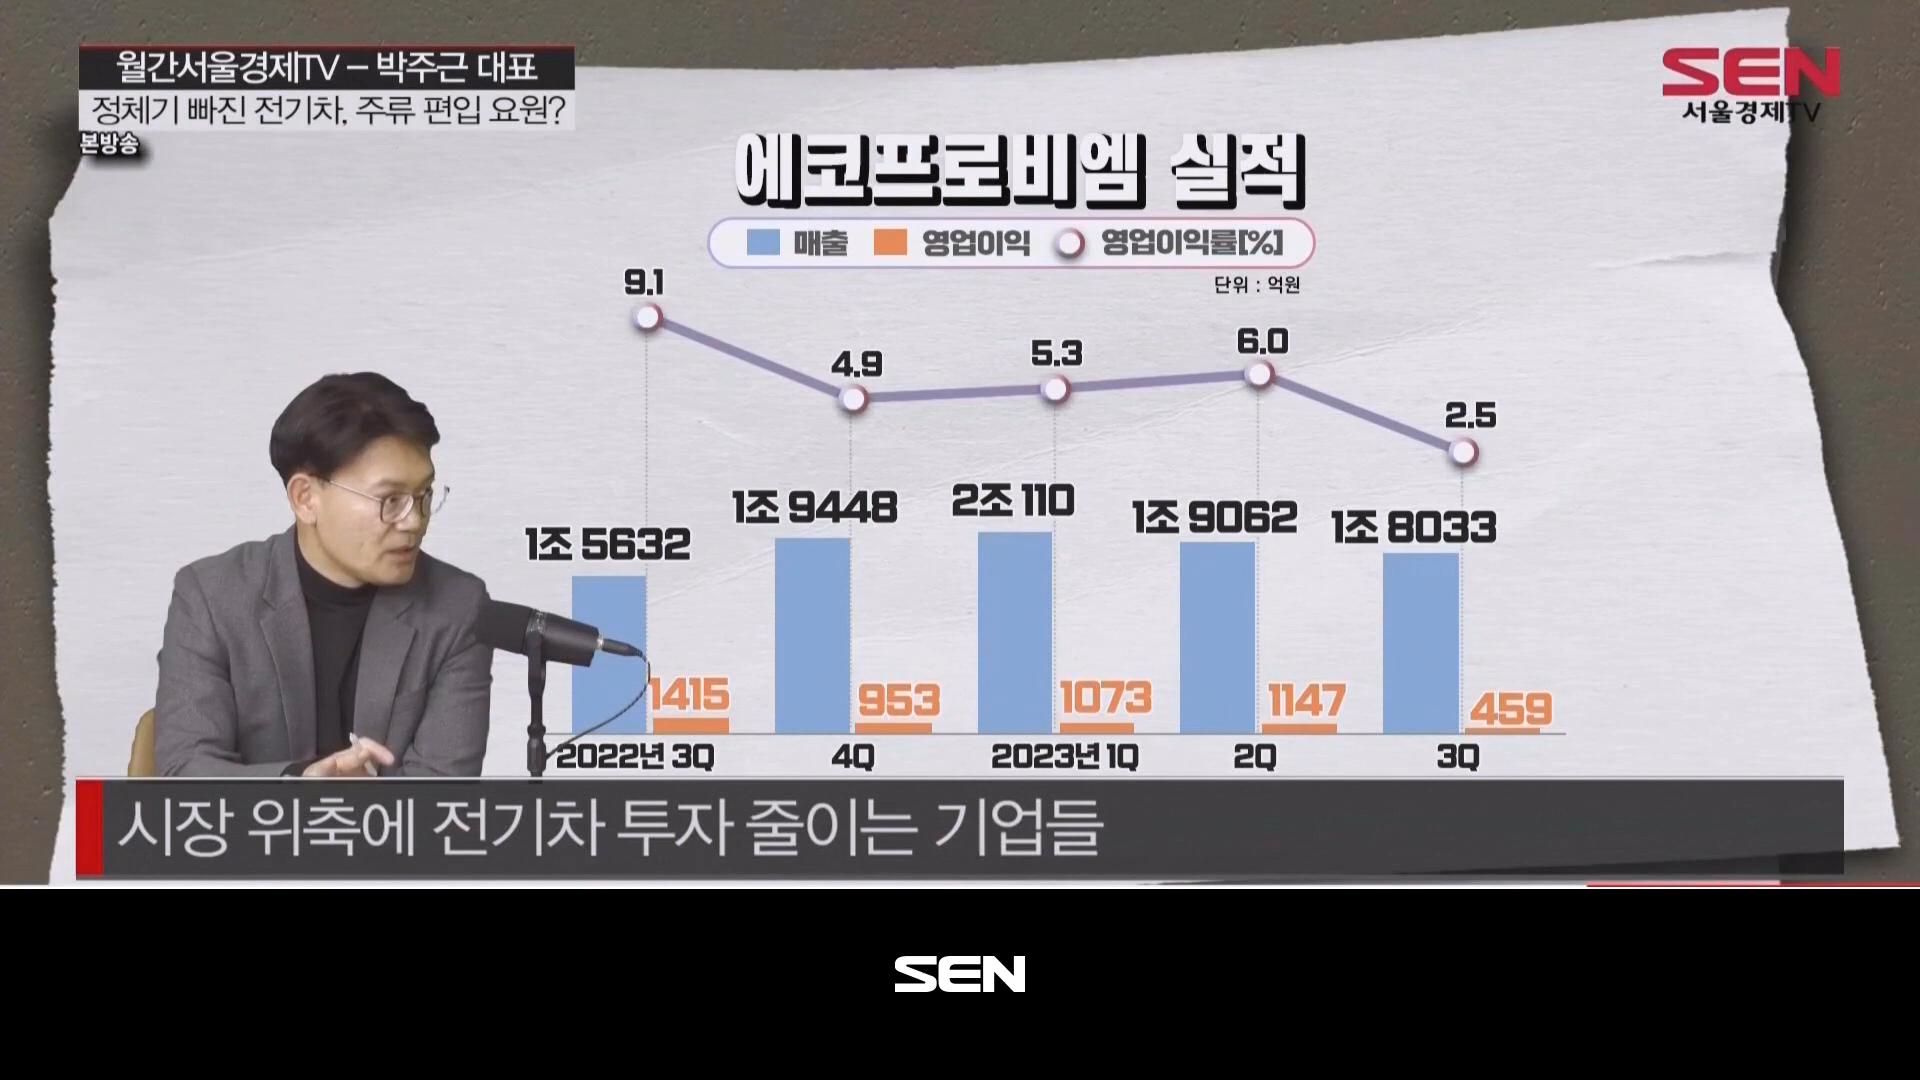 월간서울경제TV – 박주근 대표
정체기 빠진 전기차, 주류 편입 요원?
본방송
SEN
서울경제TV
에코프로비엠 실적
매출 영업이익 영업이익률[%]
단위 : 억원
9.1
4.9
5.3
6.0
2.5
1조 5632
1조 9448
2조 110
1조 9062
1조 8033
1415
953
1073
1147
459
2022년 3Q
4Q
2023년 1Q
2Q
3Q
시장 위축에 전기차 투자 줄이는 기업들
SEN